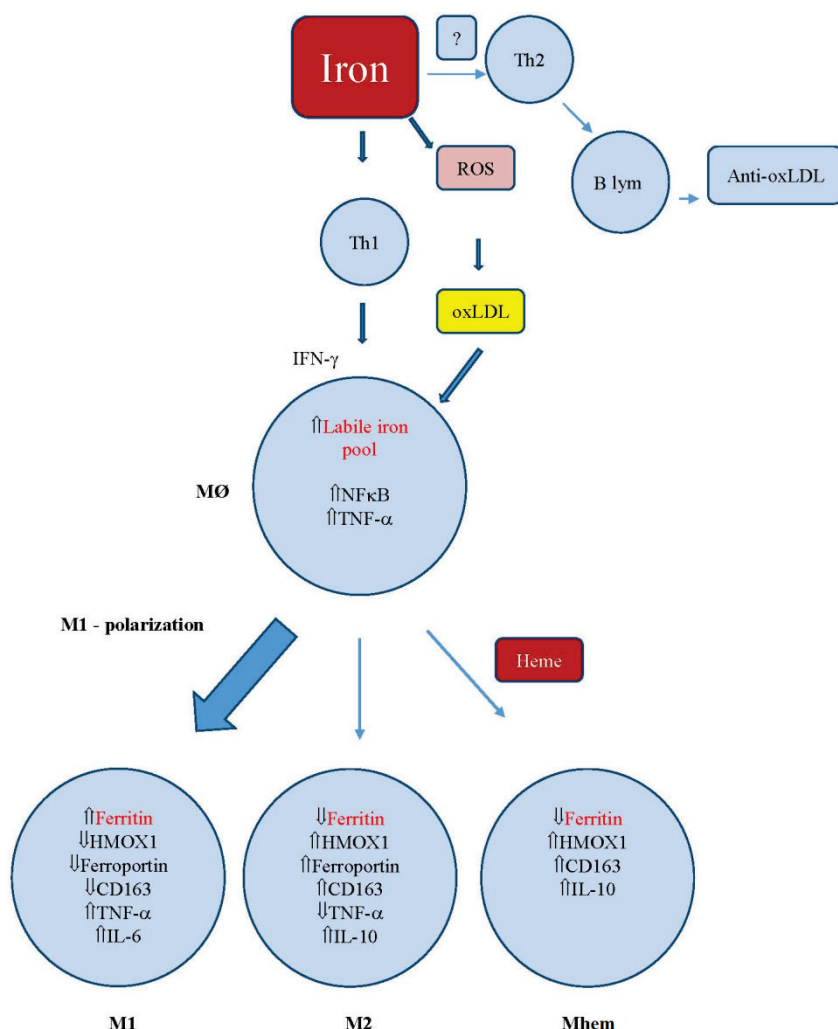 Iron
?
Th2
ROS
B lym
Anti-oxLDL
Th1
oxLDL
IFN-γ
⇑Labile iron
pool
MØ
⇑NFκB
⇑TNF-α
M1 - polarization
Heme
⇑Ferritin
⇓HMOX1
⇓Ferroportin
⇓CD163
⇑TNF-α
⇑IL-6
⇓Ferritin
⇑HMOX1
⇑Ferroportin
⇑CD163
⇓TNF-α
⇑IL-10
⇓Ferritin
⇑HMOX1
⇑CD163
⇑IL-10
M1
M2
Mhem